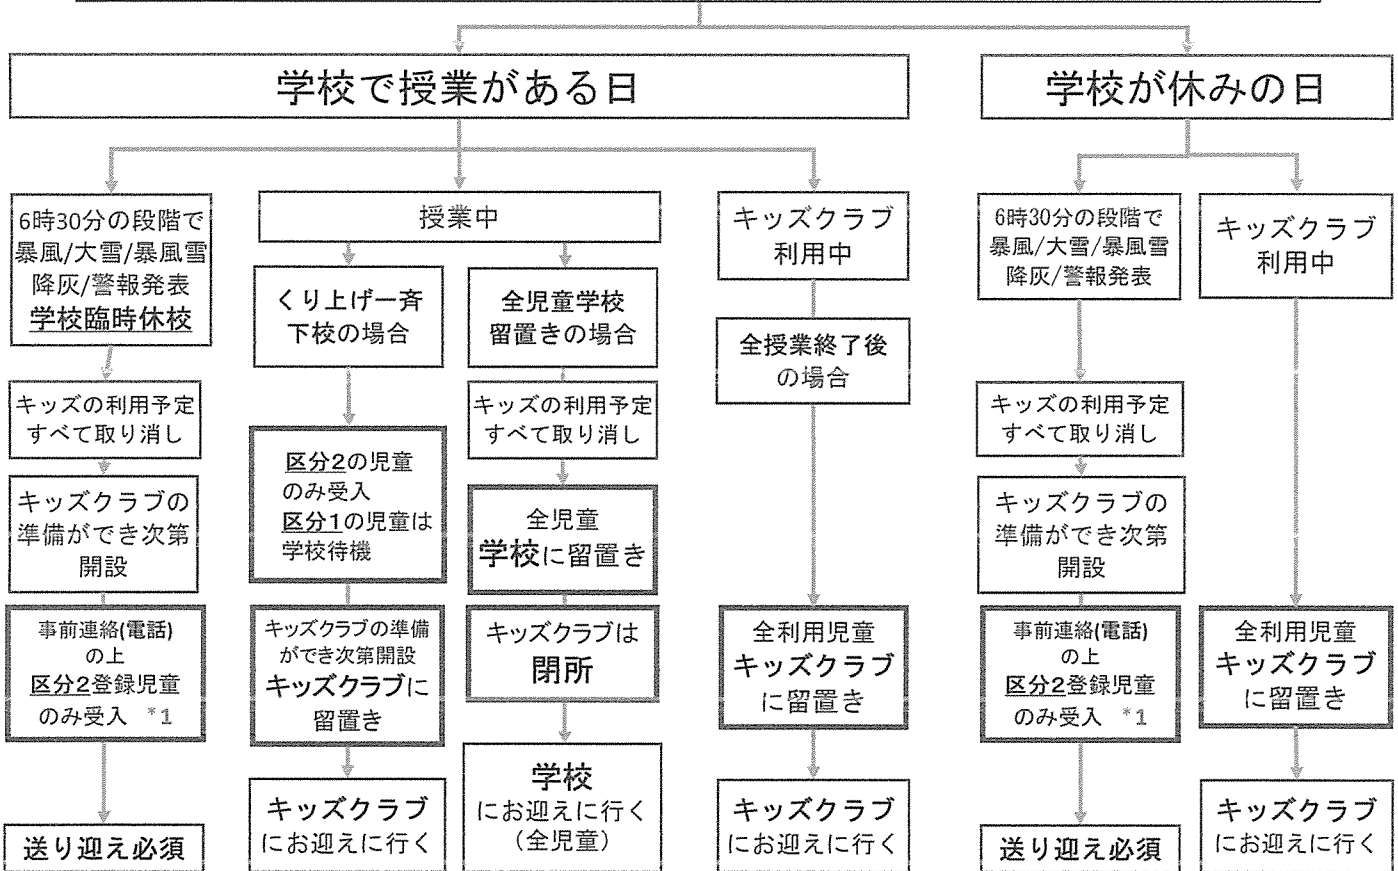 学校で授業がある日
6時30分の段階で
暴風/大雪/暴風雪
降灰/警報発表
学校臨時休校
キッズの利用予定
すべて取り消し
キッズクラブの
準備ができ次第
開設
事前連絡(電話)
の上
区分2登録児童
のみ受入 *1
送り迎え必須
授業中
くり上げ一斉
下校の場合
区分2の児童
のみ受入
区分1の児童は
学校待機
キッズクラブの準備
ができ次第開設
キッズクラブに
留置き
キッズクラブ
にお迎えに行く
全児童学校
留置きの場合
キッズの利用予定
すべて取り消し
全児童
学校に留置き
キッズクラブは
閉所
学校
にお迎えに行く
(全児童)
キッズクラブ
利用中
全授業終了後
の場合
全利用児童
キッズクラブ
に留置き
キッズクラブ
にお迎えに行く
学校が休みの日
6時30分の段階で
暴風/大雪/暴風雪
降灰/警報発表
キッズの利用予定
すべて取り消し
キッズクラブの
準備ができ次第
開設
事前連絡(電話)
の上
区分2登録児童
のみ受入 *1
送り迎え必須
キッズクラブ
利用中
全利用児童
キッズクラブ
に留置き
キッズクラブ
にお迎えに行く